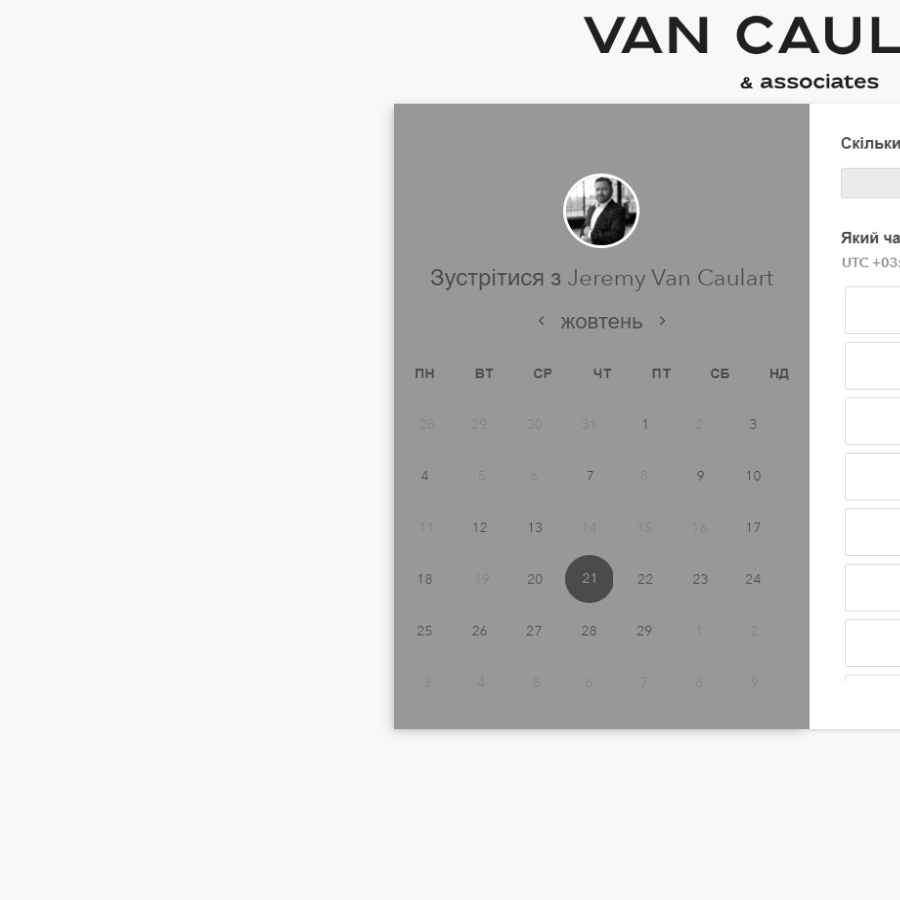 VAN CAUL
& associates
Зустрітися з Jeremy Van Caulart
жовтень
ПН ВТ СР ЧТ ПТ СБ НД
28 29 30 31 1 2 3
4 5 6 7 8 9 10
11 12 13 14 15 16 17
18 19 20 21 22 23 24
25 26 27 28 29 1 2
3 4 5 6 7 8 9
Скільки
Який ча
UTC +03: